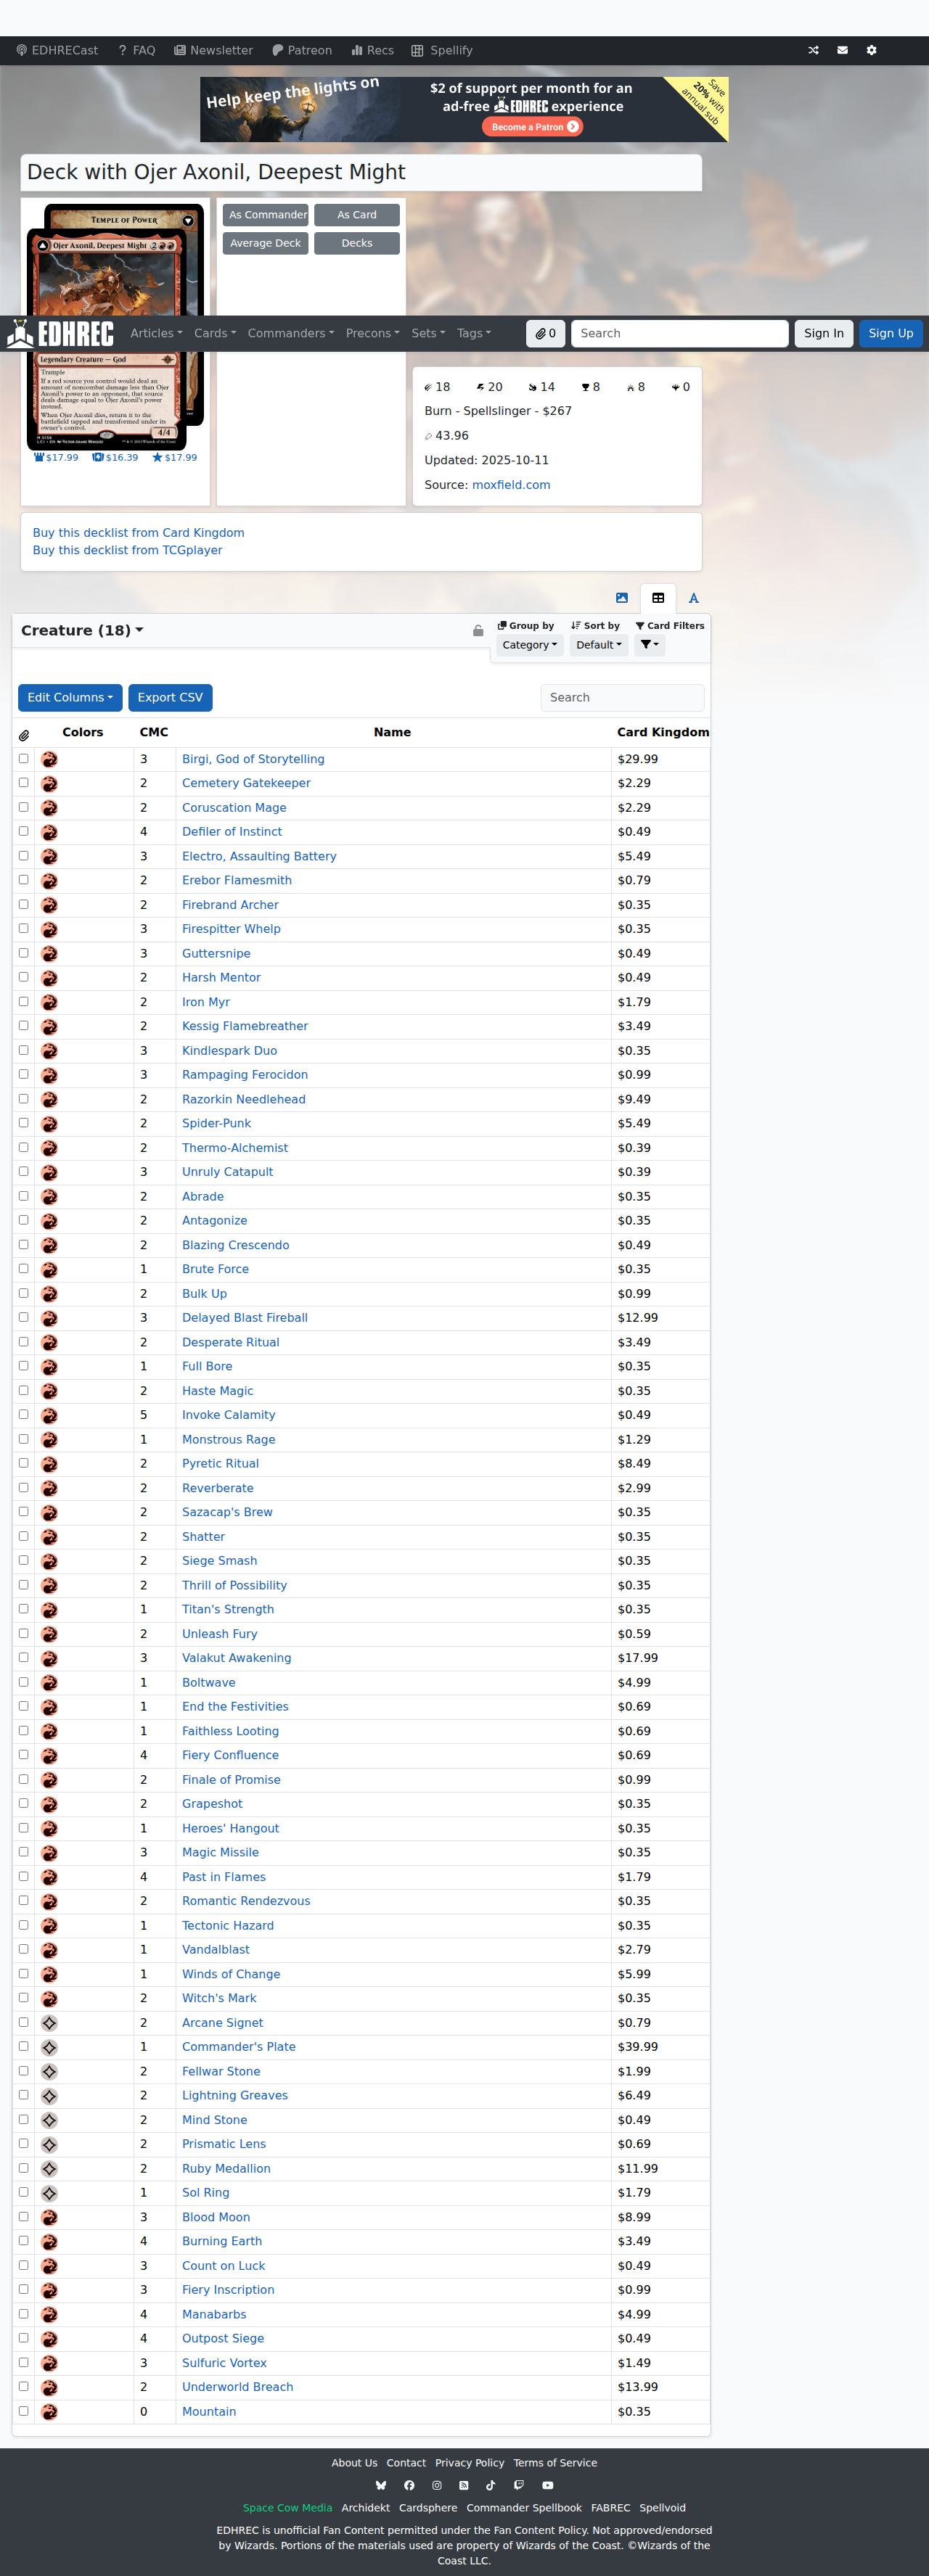 EDHRECast FAQ Newsletter Patreon Recs Spellify
Help keep the lights on
$2 of support per month for an
ad-free EDHREC experience
Become a Patron
Save
20% with
annual sub
Deck with Ojer Axonil, Deepest Might
Temple of Power
Ojer Axonil, Deepest Might
As Commander As Card
Average Deck Decks
EDHREC Articles Cards Commanders Precons Sets Tags 0 Search Sign In Sign Up
Legendary Creature — God
Trample
If a red source you control would deal an
amount of noncombat damage less than Ojer
Axonil's power to an opponent, that source
deals damage equal to Ojer Axonil's power
instead.
When Ojer Axonil dies, return it to the
battlefield tapped and transformed under its
owner's control.
4/4
$17.99 $16.39 $17.99
18 20 14 8 8 0
Burn - Spellslinger - $267
43.96
Updated: 2025-10-11
Source: moxfield.com
Buy this decklist from Card Kingdom
Buy this decklist from TCGplayer
Creature (18)
Group by Sort by Card Filters
Category Default
Edit Columns Export CSV Search
Colors CMC Name Card Kingdom
3 Birgi, God of Storytelling $29.99
2 Cemetery Gatekeeper $2.29
2 Coruscation Mage $2.29
4 Defiler of Instinct $0.49
3 Electro, Assaulting Battery $5.49
2 Erebor Flamesmith $0.79
2 Firebrand Archer $0.35
3 Firespitter Whelp $0.35
3 Guttersnipe $0.49
2 Harsh Mentor $0.49
2 Iron Myr $1.79
2 Kessig Flamebreather $3.49
3 Kindlespark Duo $0.35
3 Rampaging Ferocidon $0.99
2 Razorkin Needlehead $9.49
2 Spider-Punk $5.49
2 Thermo-Alchemist $0.39
3 Unruly Catapult $0.39
2 Abrade $0.35
2 Antagonize $0.35
2 Blazing Crescendo $0.49
1 Brute Force $0.35
2 Bulk Up $0.99
3 Delayed Blast Fireball $12.99
2 Desperate Ritual $3.49
1 Full Bore $0.35
2 Haste Magic $0.35
5 Invoke Calamity $0.49
1 Monstrous Rage $1.29
2 Pyretic Ritual $8.49
2 Reverberate $2.99
2 Sazacap's Brew $0.35
2 Shatter $0.35
2 Siege Smash $0.35
2 Thrill of Possibility $0.35
1 Titan's Strength $0.35
2 Unleash Fury $0.59
3 Valakut Awakening $17.99
1 Boltwave $4.99
1 End the Festivities $0.69
1 Faithless Looting $0.69
4 Fiery Confluence $0.69
2 Finale of Promise $0.99
2 Grapeshot $0.35
1 Heroes' Hangout $0.35
3 Magic Missile $0.35
4 Past in Flames $1.79
2 Romantic Rendezvous $0.35
1 Tectonic Hazard $0.35
1 Vandalblast $2.79
1 Winds of Change $5.99
2 Witch's Mark $0.35
2 Arcane Signet $0.79
1 Commander's Plate $39.99
2 Fellwar Stone $1.99
2 Lightning Greaves $6.49
2 Mind Stone $0.49
2 Prismatic Lens $0.69
2 Ruby Medallion $11.99
1 Sol Ring $1.79
3 Blood Moon $8.99
4 Burning Earth $3.49
3 Count on Luck $0.49
3 Fiery Inscription $0.99
4 Manabarbs $4.99
4 Outpost Siege $0.49
3 Sulfuric Vortex $1.49
2 Underworld Breach $13.99
0 Mountain $0.35
About Us Contact Privacy Policy Terms of Service
Space Cow Media Archidekt Cardsphere Commander Spellbook FABREC Spellvoid
EDHREC is unofficial Fan Content permitted under the Fan Content Policy. Not approved/endorsed
by Wizards. Portions of the materials used are property of Wizards of the Coast. ©Wizards of the
Coast LLC.